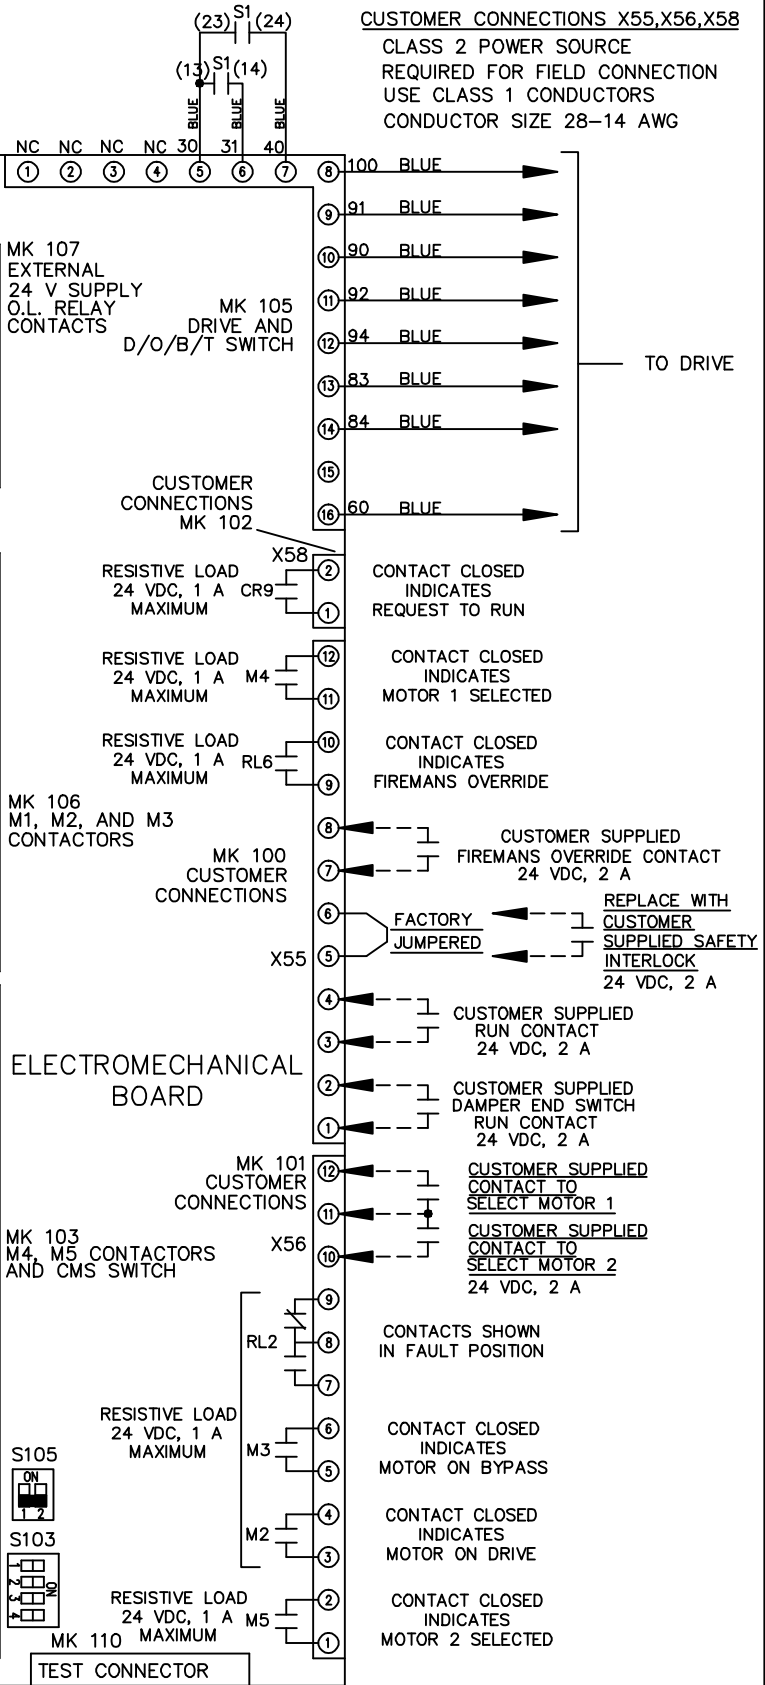 S1
(23) (24)
S1
(13) (14)
BLUE
BLUE
BLUE
CUSTOMER CONNECTIONS X55,X56,X58
CLASS 2 POWER SOURCE
REQUIRED FOR FIELD CONNECTION
USE CLASS 1 CONDUCTORS
CONDUCTOR SIZE 28–14 AWG
NC NC NC NC 30 31 40
1 2 3 4 5 6 7 8 100 BLUE
9 91 BLUE
10 90 BLUE
11 92 BLUE
12 94 BLUE
13 83 BLUE
14 84 BLUE
15
16 60 BLUE
TO DRIVE
MK 107
EXTERNAL
24 V SUPPLY
O.L. RELAY
CONTACTS
MK 105
DRIVE AND
D/O/B/T SWITCH
CUSTOMER
CONNECTIONS
MK 102
X58
RESISTIVE LOAD
24 VDC, 1 A
MAXIMUM
CR9
2
1
CONTACT CLOSED
INDICATES
REQUEST TO RUN
RESISTIVE LOAD
24 VDC, 1 A
MAXIMUM
M4
12
11
CONTACT CLOSED
INDICATES
MOTOR 1 SELECTED
RESISTIVE LOAD
24 VDC, 1 A
MAXIMUM
RL6
10
9
CONTACT CLOSED
INDICATES
FIREMANS OVERRIDE
MK 106
M1, M2, AND M3
CONTACTORS
MK 100
CUSTOMER
CONNECTIONS
8
7
CUSTOMER SUPPLIED
FIREMANS OVERRIDE CONTACT
24 VDC, 2 A
6
5
X55
FACTORY
JUMPERED
REPLACE WITH
CUSTOMER
SUPPLIED SAFETY
INTERLOCK
24 VDC, 2 A
4
3
CUSTOMER SUPPLIED
RUN CONTACT
24 VDC, 2 A
ELECTROMECHANICAL
BOARD
2
1
CUSTOMER SUPPLIED
DAMPER END SWITCH
RUN CONTACT
24 VDC, 2 A
MK 101
CUSTOMER
CONNECTIONS
X56
12
11
10
CUSTOMER SUPPLIED
CONTACT TO
SELECT MOTOR 1
CUSTOMER SUPPLIED
CONTACT TO
SELECT MOTOR 2
24 VDC, 2 A
MK 103
M4, M5 CONTACTORS
AND CMS SWITCH
RL2
9
8
7
CONTACTS SHOWN
IN FAULT POSITION
RESISTIVE LOAD
24 VDC, 1 A
MAXIMUM
M3
6
5
CONTACT CLOSED
INDICATES
MOTOR ON BYPASS
M2
4
3
CONTACT CLOSED
INDICATES
MOTOR ON DRIVE
S105
ON
1 2
S103
1
2
3
4
ON
RESISTIVE LOAD
24 VDC, 1 A
MAXIMUM
M5
2
1
CONTACT CLOSED
INDICATES
MOTOR 2 SELECTED
MK 110
TEST CONNECTOR